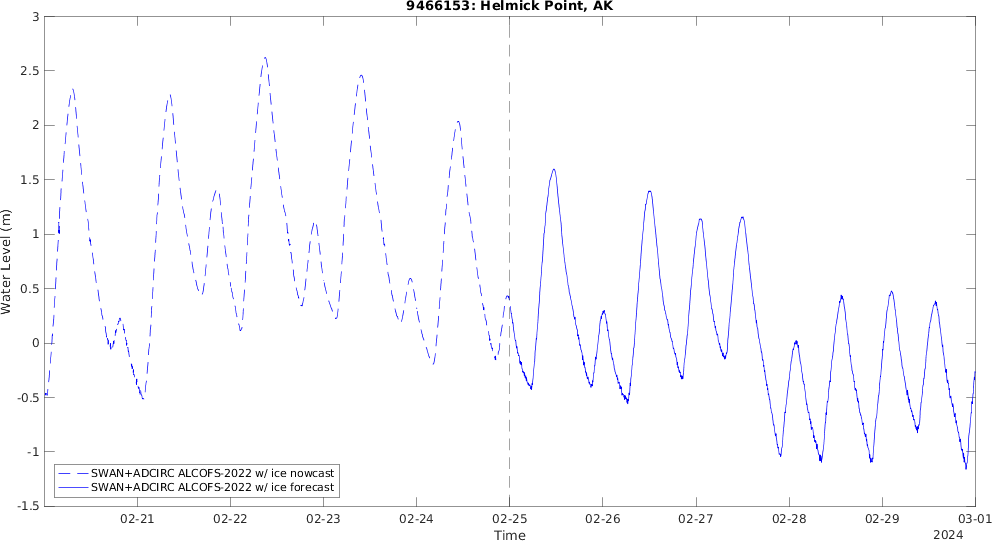 9466153: Helmick Point, AK
3
2.5
2
1.5
1
0.5
0
-0.5
-1
-1.5
Water Level (m)
SWAN+ADCIRC ALCOFS-2022 w/ ice nowcast
SWAN+ADCIRC ALCOFS-2022 w/ ice forecast
02-21 02-22 02-23 02-24 02-25 02-26 02-27 02-28 02-29 03-01
Time
2024